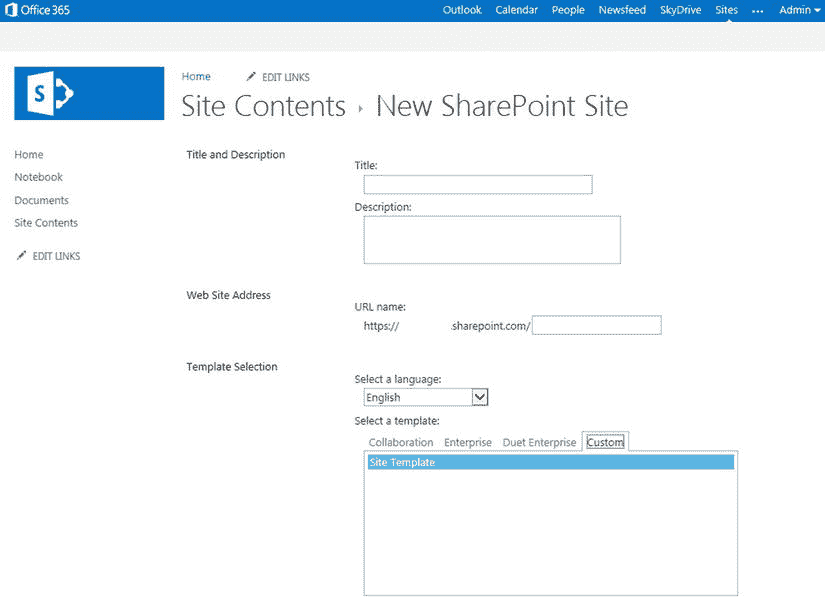 Office 365
Outlook Calendar People Newsfeed SkyDrive Sites ... Admin
S
Home EDIT LINKS
Site Contents New SharePoint Site
Home
Notebook
Documents
Site Contents
EDIT LINKS
Title and Description
Title:
Description:
Web Site Address
URL name:
https:// .sharepoint.com/
Template Selection
Select a language:
English
Select a template:
Collaboration Enterprise Duet Enterprise Custom
Site Template